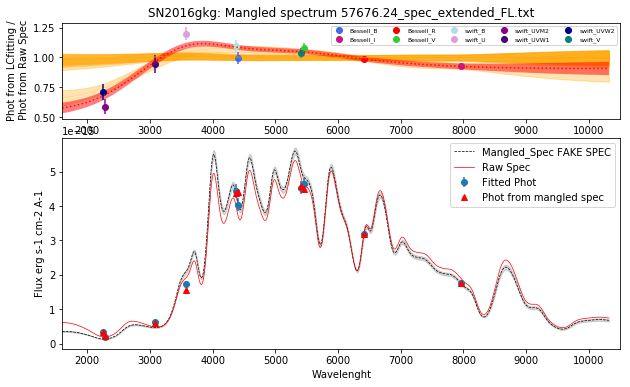 SN2016gkg: Mangled spectrum 57676.24_spec_extended_FL.txt
Phot from LCfitting /
Phot from Raw Spec
1.25
1.00
0.75
0.50
Bessell_B Bessell_R swift_B swift_UVM2 swift_UVW2
Bessell_I Bessell_V swift_U swift_UVW1 swift_V
2000 3000 4000 5000 6000 7000 8000 9000 10000
Flux erg s-1 cm-2 A-1
5
4
3
2
1
0
Mangled_Spec FAKE SPEC
Raw Spec
Fitted Phot
Phot from mangled spec
2000 3000 4000 5000 6000 7000 8000 9000 10000
Wavelenght